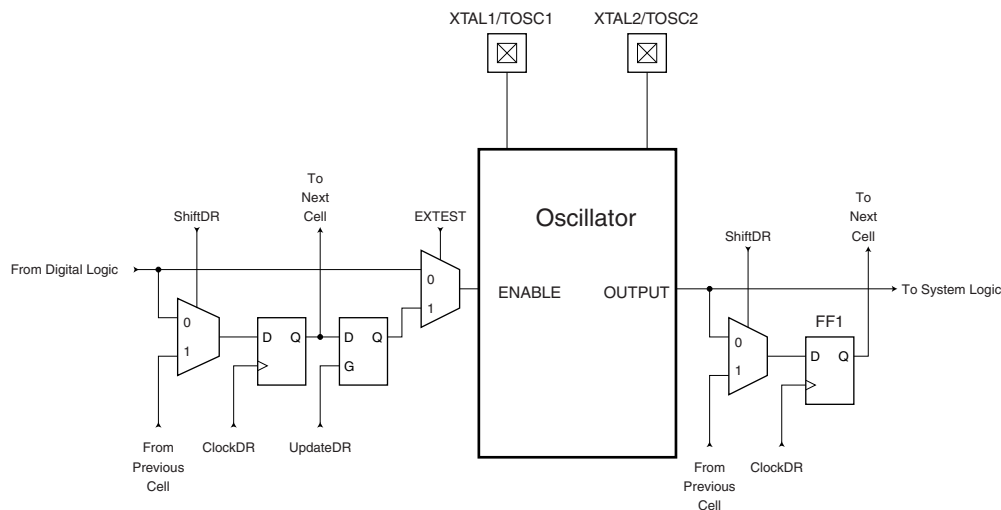 XTAL1/TOSC1
XTAL2/TOSC2
To
Next
Cell
ShiftDR
EXTEST
From Digital Logic
0
1
D Q
D Q
G
0
1
From
Previous
Cell
ClockDR
UpdateDR
Oscillator
ENABLE
OUTPUT
To
Next
Cell
ShiftDR
To System Logic
FF1
0
1
D Q
From
Previous
Cell
ClockDR